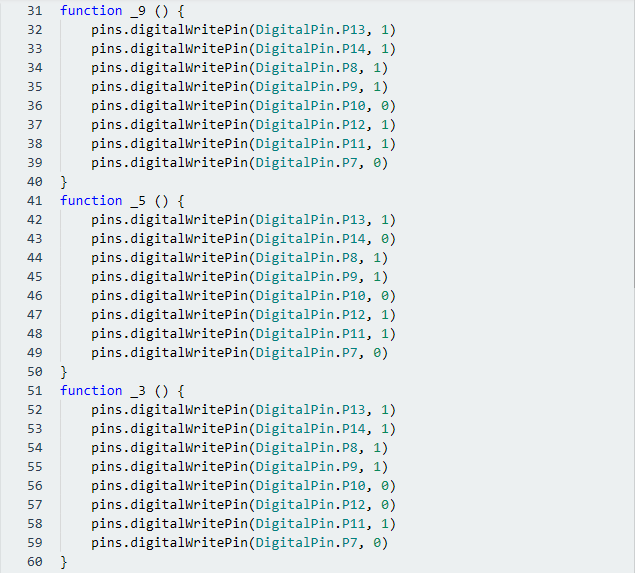 31 function _9 () {
32 pins.digitalWritePin(DigitalPin.P13, 1)
33 pins.digitalWritePin(DigitalPin.P14, 1)
34 pins.digitalWritePin(DigitalPin.P8, 1)
35 pins.digitalWritePin(DigitalPin.P9, 1)
36 pins.digitalWritePin(DigitalPin.P10, 0)
37 pins.digitalWritePin(DigitalPin.P12, 1)
38 pins.digitalWritePin(DigitalPin.P11, 1)
39 pins.digitalWritePin(DigitalPin.P7, 0)
40 }
41 function _5 () {
42 pins.digitalWritePin(DigitalPin.P13, 1)
43 pins.digitalWritePin(DigitalPin.P14, 0)
44 pins.digitalWritePin(DigitalPin.P8, 1)
45 pins.digitalWritePin(DigitalPin.P9, 1)
46 pins.digitalWritePin(DigitalPin.P10, 0)
47 pins.digitalWritePin(DigitalPin.P12, 1)
48 pins.digitalWritePin(DigitalPin.P11, 1)
49 pins.digitalWritePin(DigitalPin.P7, 0)
50 }
51 function _3 () {
52 pins.digitalWritePin(DigitalPin.P13, 1)
53 pins.digitalWritePin(DigitalPin.P14, 1)
54 pins.digitalWritePin(DigitalPin.P8, 1)
55 pins.digitalWritePin(DigitalPin.P9, 1)
56 pins.digitalWritePin(DigitalPin.P10, 0)
57 pins.digitalWritePin(DigitalPin.P12, 0)
58 pins.digitalWritePin(DigitalPin.P11, 1)
59 pins.digitalWritePin(DigitalPin.P7, 0)
60 }